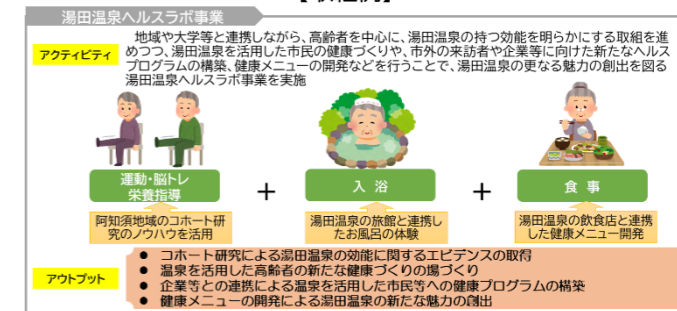 湯田温泉ヘルスラボ事業
アクティビティ
地域や大学等と連携しながら、高齢者を中心に、湯田温泉の持つ効能を明らかにする取組を進
めつつ、湯田温泉を活用した市民の健康づくりや、市外の来訪者や企業等に向けた新たなヘルス
プログラムの構築、健康メニューの開発などを行うことで、湯田温泉の更なる魅力の創出を図る
湯田温泉ヘルスラボ事業を実施
運動・脳トレ
栄養指導
+
入 浴
+
食 事
阿知須地域のコホート研
究のノウハウを活用
湯田温泉の旅館と連携し
たお風呂の体験
湯田温泉の飲食店と連携
した健康メニュー開発
アウトプット
● コホート研究による湯田温泉の効能に関するエビデンスの取得
● 温泉を活用した高齢者の新たな健康づくりの場づくり
● 企業等との連携による温泉を活用した市民等への健康プログラムの構築
● 健康メニューの開発による湯田温泉の新たな魅力の創出